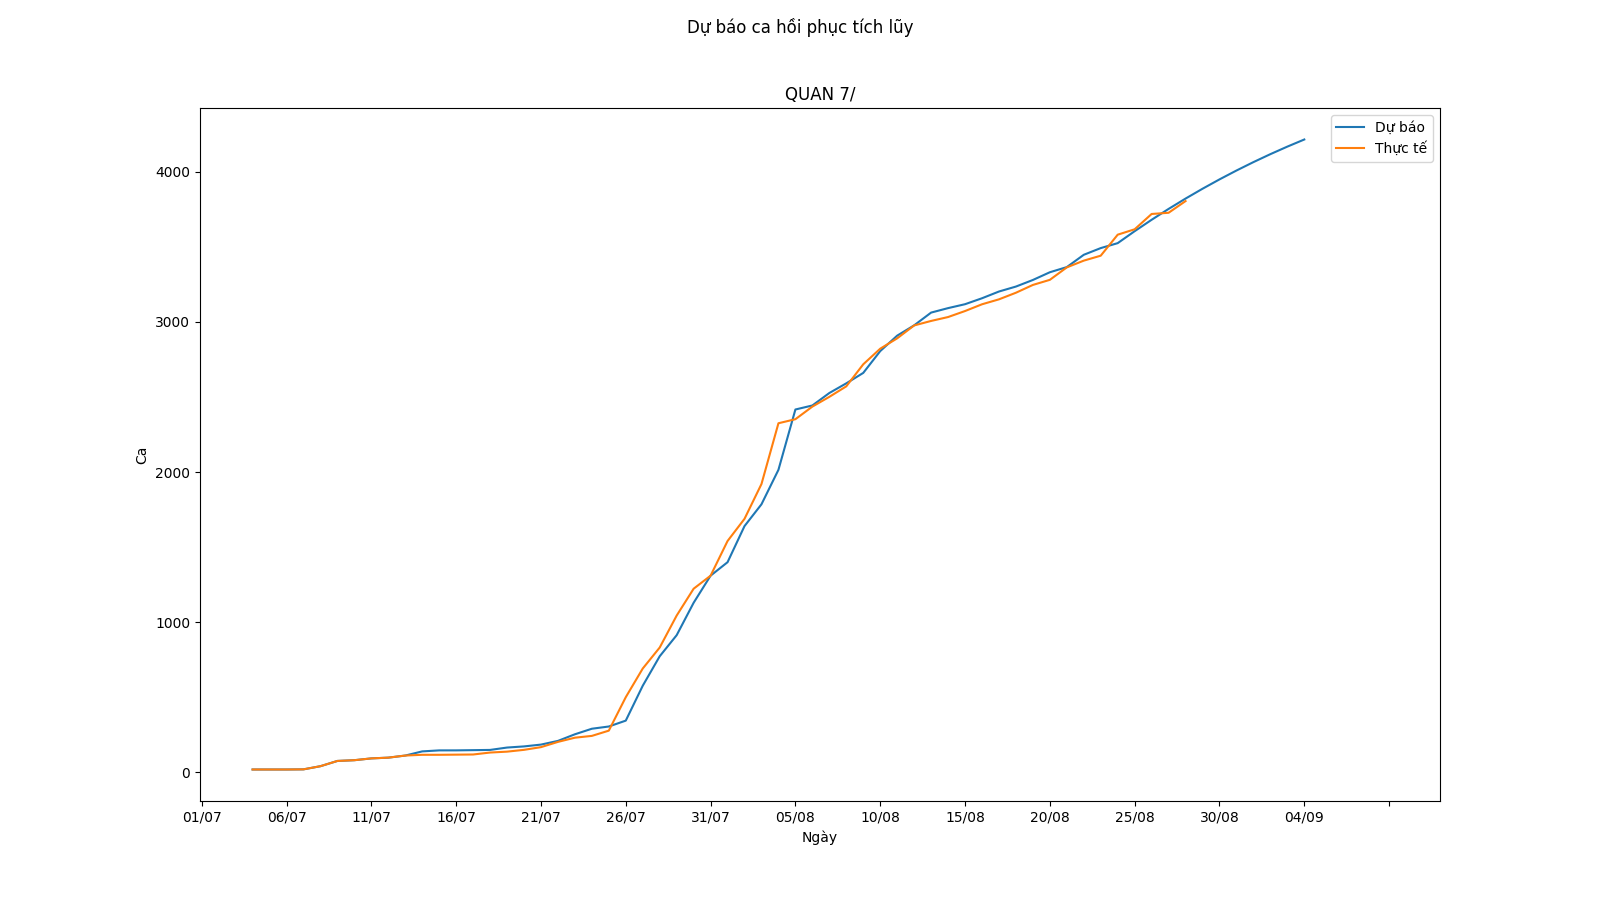 Dự báo ca hồi phục tích lũy
QUAN 7/
Dự báo
Thực tế
4000
3000
2000
1000
0
Ca
01/07 06/07 11/07 16/07 21/07 26/07 31/07 05/08 10/08 15/08 20/08 25/08 30/08 04/09
Ngày